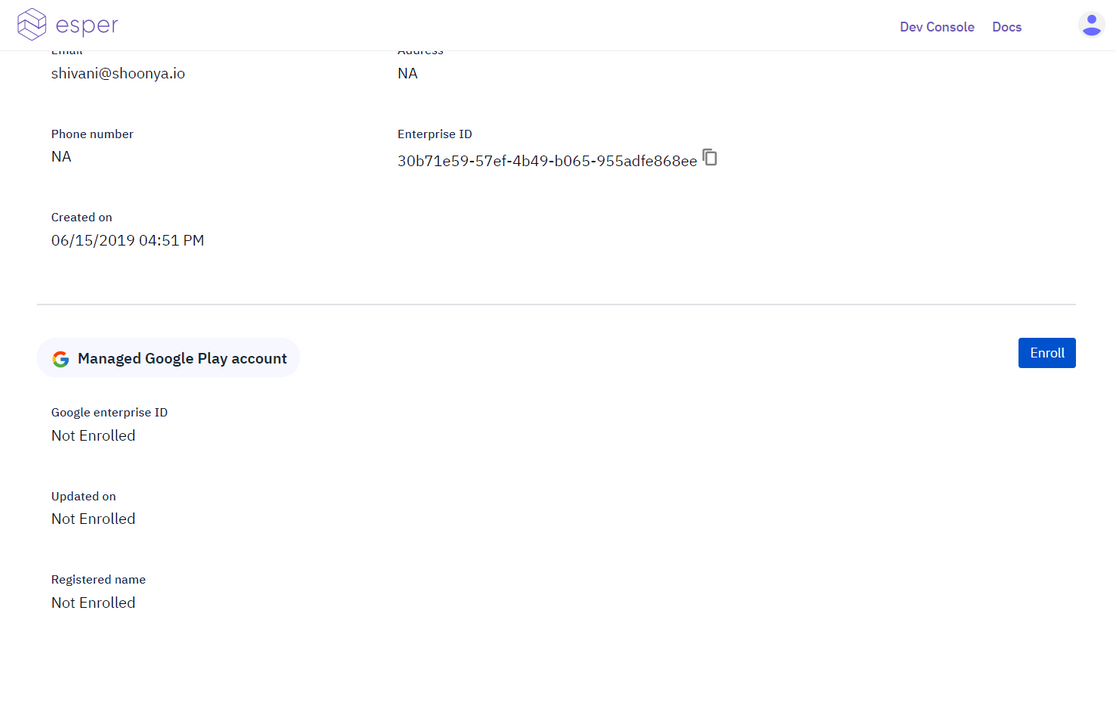 esper
Dev Console Docs
Email Address
shivani@shoonya.io NA
Phone number Enterprise ID
NA 30b71e59-57ef-4b49-b065-955adfe868ee
Created on
06/15/2019 04:51 PM
Managed Google Play account Enroll
Google enterprise ID
Not Enrolled
Updated on
Not Enrolled
Registered name
Not Enrolled